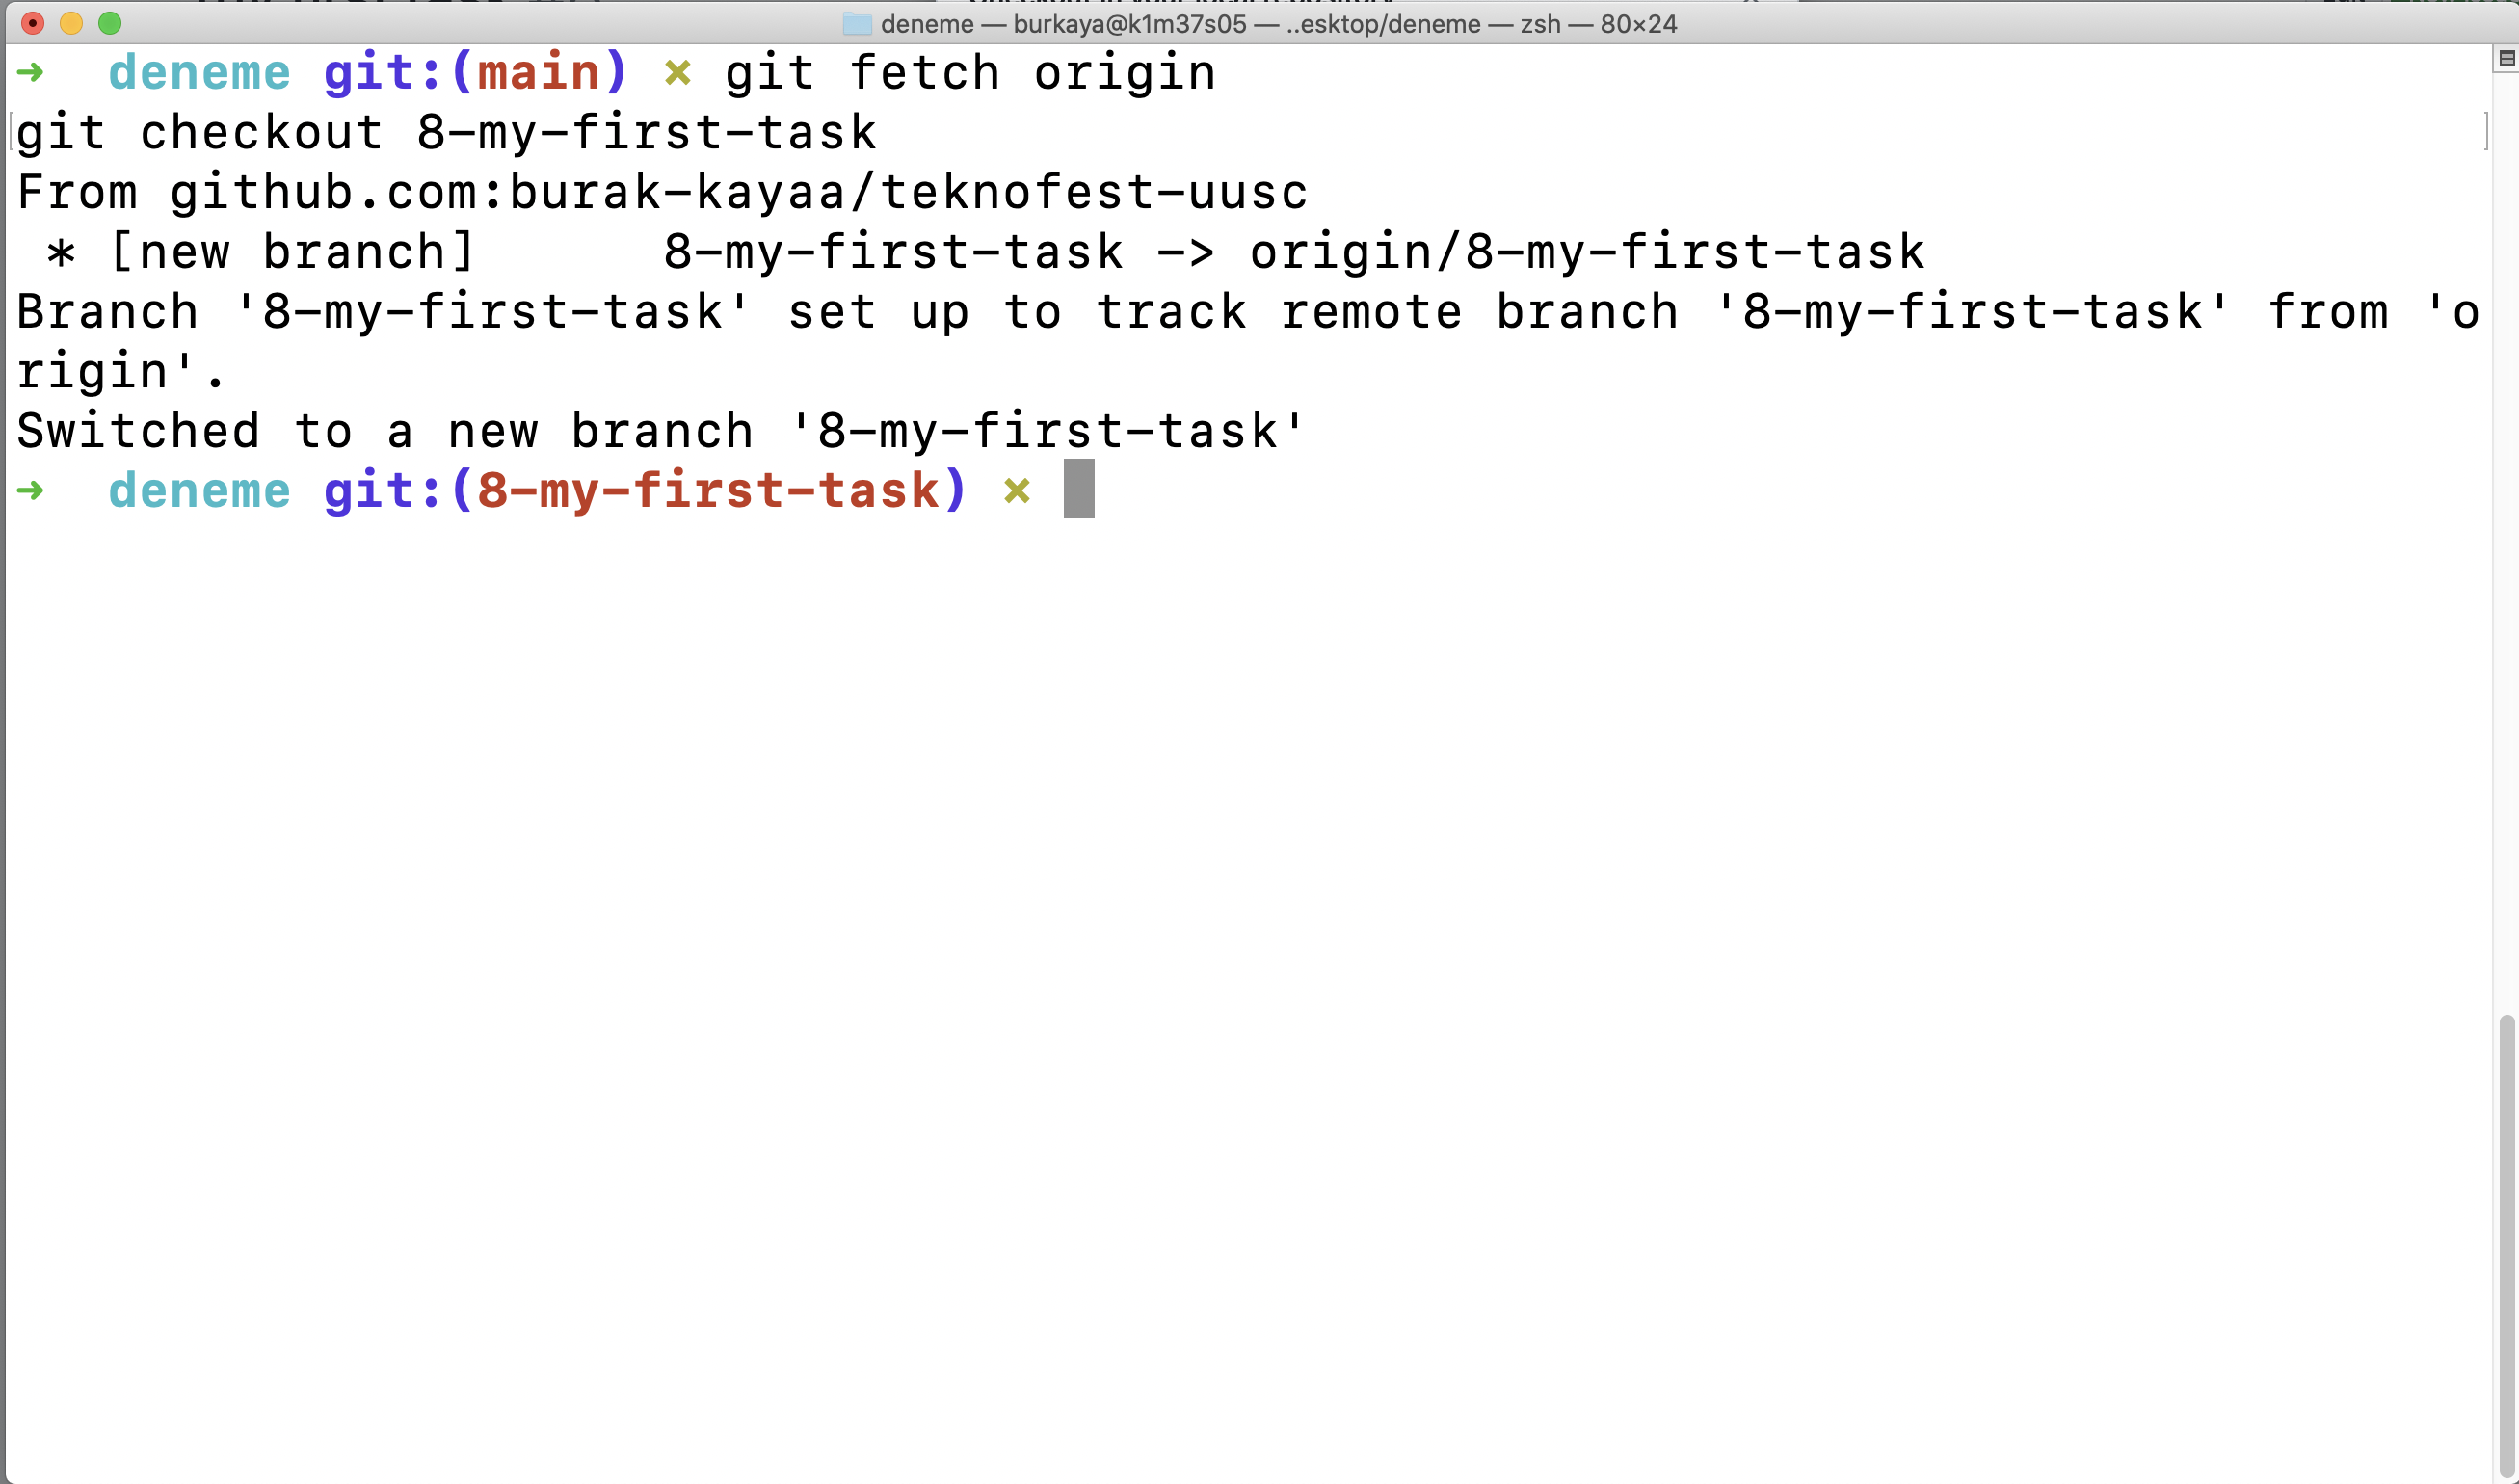 deneme — burkaya@k1m37s05 — ..esktop/deneme — zsh — 80×24
➜  deneme git:(main) ✗ git fetch origin
git checkout 8-my-first-task
From github.com:burak-kayaa/teknofest-uusc
 * [new branch]      8-my-first-task -> origin/8-my-first-task
Branch '8-my-first-task' set up to track remote branch '8-my-first-task' from 'o
rigin'.
Switched to a new branch '8-my-first-task'
➜  deneme git:(8-my-first-task) ✗